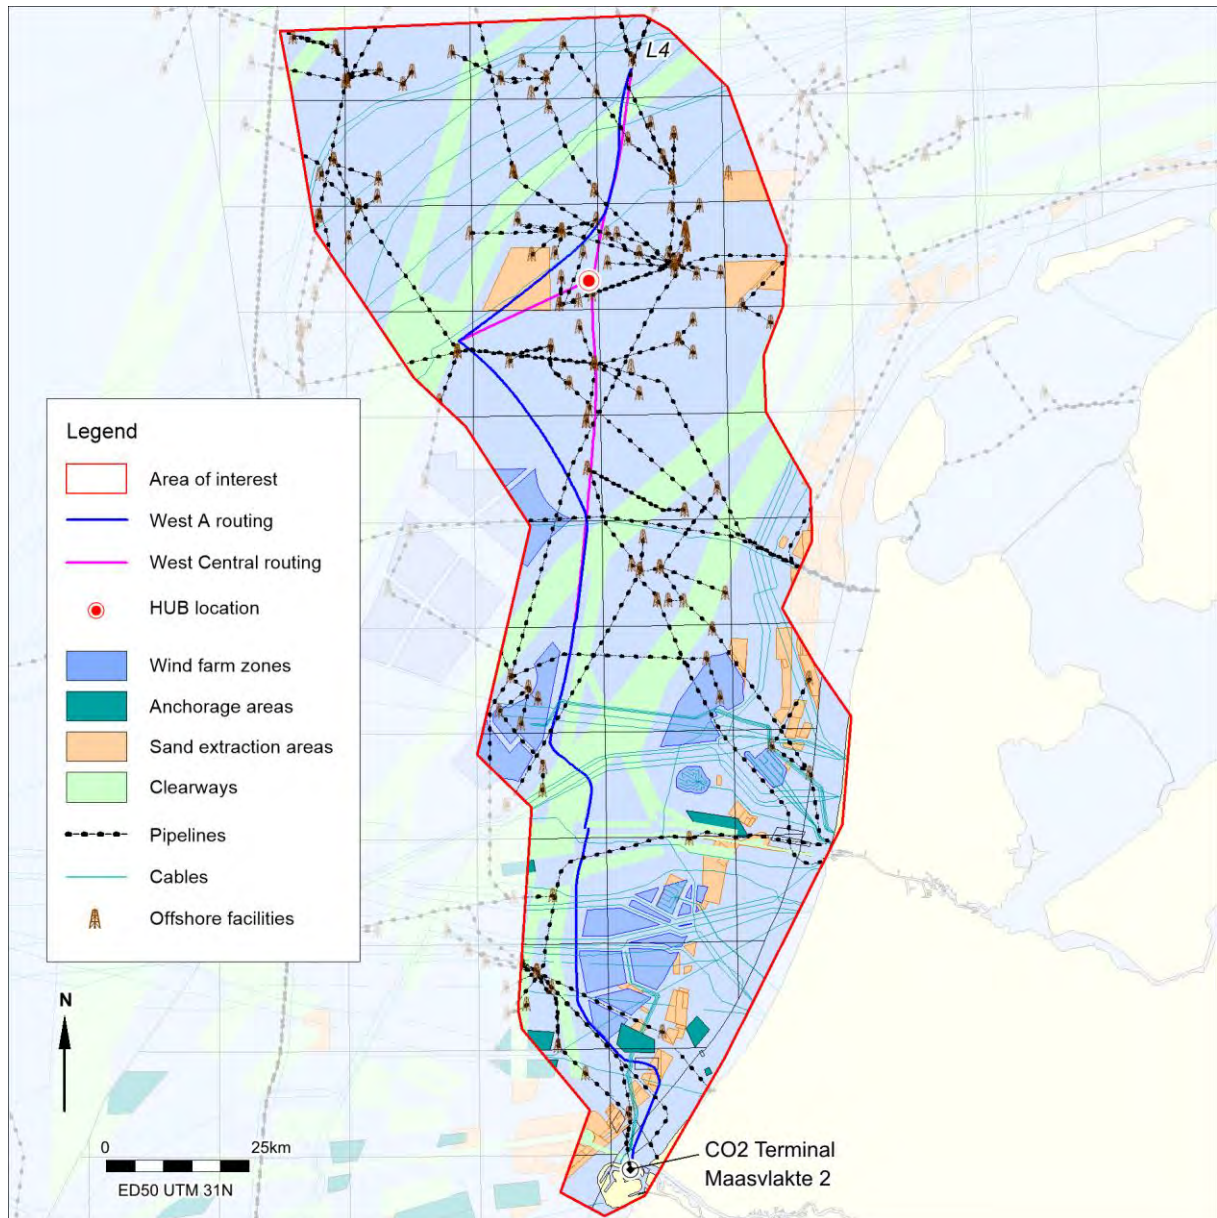 L4
Legend
Area of interest
West A routing
West Central routing
HUB location
Wind farm zones
Anchorage areas
Sand extraction areas
Clearways
Pipelines
Cables
Offshore facilities
N
0 25km
ED50 UTM 31N
CO2 Terminal
Maasvlakte 2